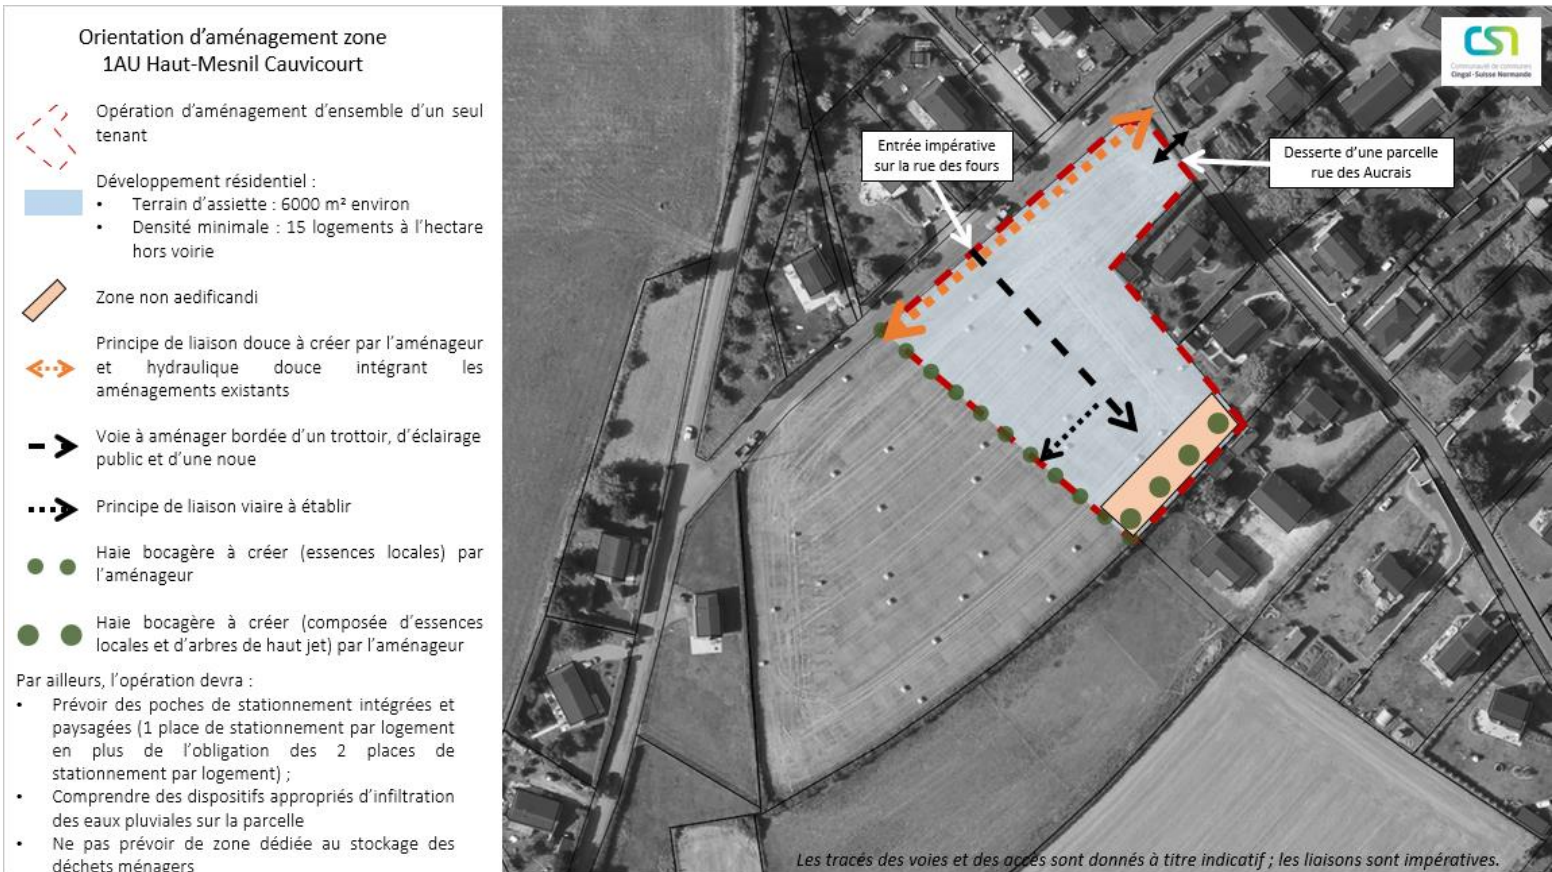 Orientation d'aménagement zone
1AU Haut-Mesnil Cauvicourt
Opération d'aménagement d'ensemble d'un seul
tenant
Développement résidentiel :
• Terrain d'assiette : 6000 m² environ
• Densité minimale : 15 logements à l'hectare
hors voirie
Zone non aedificandi
Principe de liaison douce à créer par l'aménageur
et hydraulique douce intégrant les
aménagements existants
Voie à aménager bordée d'un trottoir, d'éclairage
public et d'une noue
Principe de liaison viaire à établir
Haie bocagère à créer (essences locales) par
l'aménageur
Haie bocagère à créer (composée d'essences
locales et d'arbres de haut jet) par l'aménageur
Par ailleurs, l'opération devra :
• Prévoir des poches de stationnement intégrées et
paysagées (1 place de stationnement par logement
en plus de l'obligation des 2 places de
stationnement par logement) ;
• Comprendre des dispositifs appropriés d'infiltration
des eaux pluviales sur la parcelle
• Ne pas prévoir de zone dédiée au stockage des
déchets ménagers
Entrée impérative
sur la rue des fours
Desserte d'une parcelle
rue des Aucrais
CSN
Communauté de communes
Cingal-Suisse Normande
Les tracés des voies et des accès sont donnés à titre indicatif ; les liaisons sont impératives.